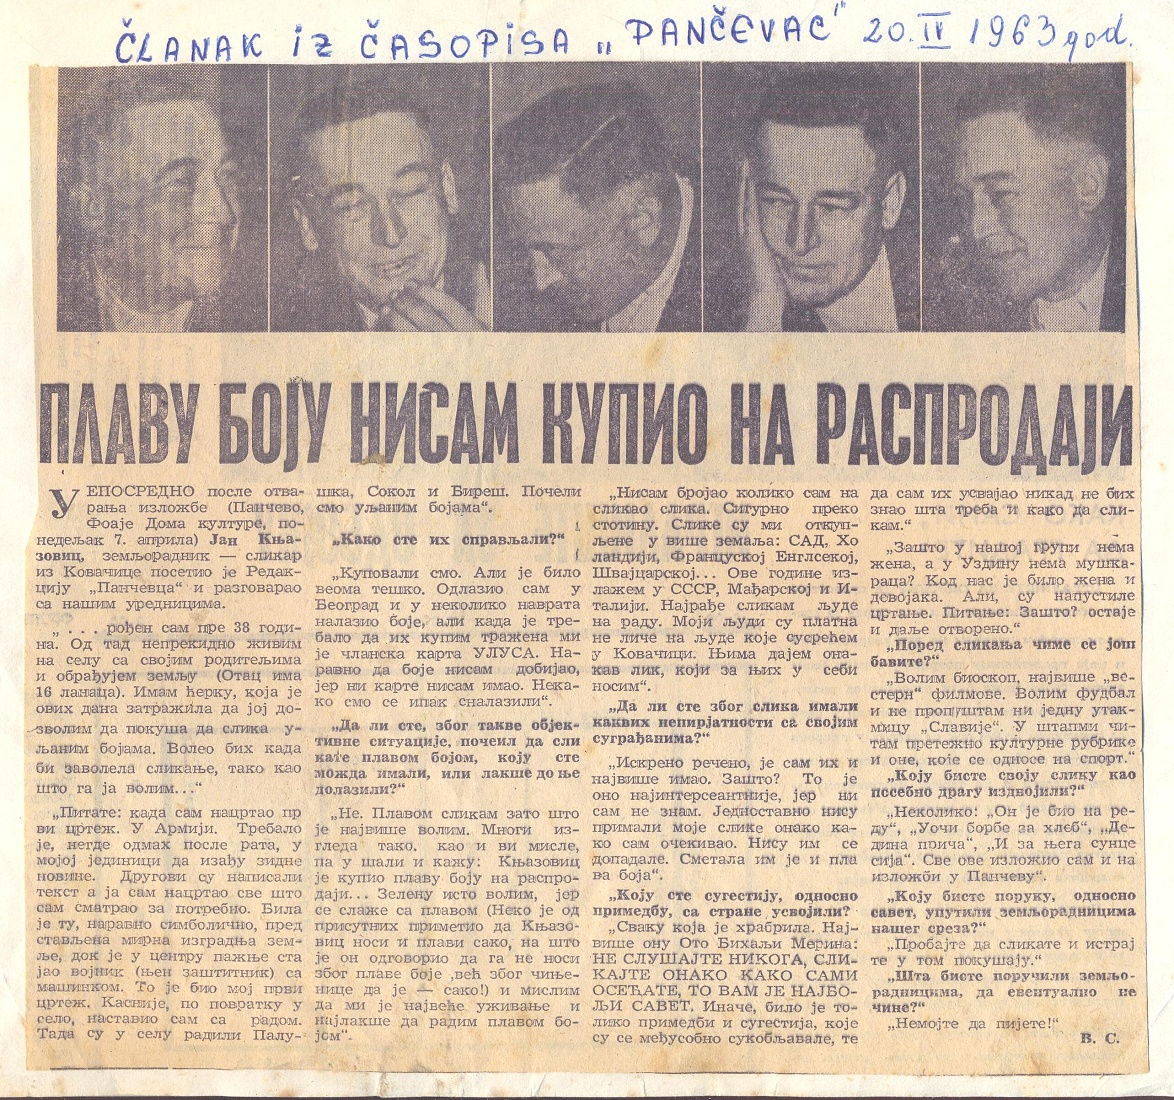 ČLANAK iZ ČASOPiSA „PANČEVAC" 20. IV 1963 god.
ПЛАВУ БОЈУ НИСАМ КУПИО НА РАСПРОДАЈИ
УЕПОСРЕДНО после отва-
рања изложбе (Панчево,
Фоаје Дома културе, по-
недељак 7. априла) Јан Књa-
зовиц, земљорадник — сликар
из Ковачице посетио је Редак-
цију „Панчевца" и разговарао
са нашим уредницима.
„ . . . рођен сам пре 38 годи-
на. Од тад непрекидно живим
на селу са својим родитељима
и обрађујем земљу (Отац има
16 ланаца). Имам ћерку, која је
ових дана затражила да јој до-
зволим да покуша да слика у-
љаним бојама. Волео бих када
би заволела сликање, тако као
што га ја волим..."
„Питате: када сам нацртао пр
ви цртеж. У Армији. Требало
је, негде одмах после рата, у
мојој јединици да изађу зидне
новине. Другови су написали
текст а ја сам нацртао све што
сам сматрао за потребно. Била
је ту, наравно симболично, пред
стављена мирна изградња зем-
ље, док је у центру пажње ста
јао војник (њен заштитник) са
машинком. То је био мој први
цртеж. Касније, по повратку у
село, наставио сам са радом.
Тада су у селу радили Палу-
шка, Сокол и Биреш. Почели
смо уљаним бојама".
„Како сте их справљали?"
„Куповали смо. Али је било
веома тешко. Одлазио сам у
Београд и у неколико наврата
налазио боје, али када је тре-
бало да их купим тражена ми
је чланска карта УЛУСА. На-
равно да боје нисам добијао,
јер ни карте нисам имао. Нека-
ко смо се ипак сналазили".
„Да ли сте, због такве објек-
тивне ситуације, почеил да сли
кате плавом бојом, коју сте
можда имали, или лакше до ње
долазили?"
„Не. Плавом сликам зато што
је највише волим. Многи из-
гледа тако. као и ви мисле,
па у шали и кажу: Књазовиц
је купио плаву боју на распро-
даји... Зелену исто волим, јер
се слаже са плавом (Неко је од
присутних приметио да Књазо-
виц носи и плави сако, на што
је он одговорио да га не носи
због плаве боје ,већ због чиње-
нице да је — сако!) и мислим
да ми је највеће уживање и
најлакше да радим плавом бо-
јом".
„Нисам бројао колико сам на
сликао слика. Сигурно преко
стотину. Слике су ми откуп-
љене у више земаља: САД, Хо
ландији, Француској Енглсекој,
Швајцарској... Ове године из-
лажем у СССР, Мађарској и И-
талији. Најрађе сликам људе
на раду. Моји људи су платна
не личе на људе које сусрећем
у Ковачици. Њима дајем она-
кав лик, који за њих у себи
носим".
„Да ли сте због слика имали
каквих непирјатности са својим
суграђанима?"
„Искрено речено, је сам их и
највише имао. Зашто? То је
оно најинтерсеантније, јер ни
сам не знам. Једноставно нису
примали моје слике онако ка-
ко сам очекивао. Нису им се
допадале. Сметала им је и пла
ва боја".
„Коју сте сугестију, односно
примедбу, са стране усвојили?
„Сваку која је храбрила. Нај-
више ону Ото Бихаљи Мерина:
НЕ СЛУШАЈТЕ НИКОГА, СЛИ-
КАЈТЕ ОНАКО КАКО САМИ
ОСЕЋАТЕ, ТО ВАМ ЈЕ НАЈБО-
ЉИ САВЕТ. Иначе, било је то-
лико примедби и сугестија, које
су се међусобно сукобљавале, те
да сам их усвајао никад не бих
знао шта треба и како да сли-
кам."
„Зашто у нашој групи нема
жена, а у Уздину нема мушка-
раца? Код нас је било жена и
девојака. Али, су напустиле
цртање. Питање: Зашто? остаје
и даље отворено."
„Поред сликања чиме се још
бавите?"
„Волим биоскоп, највише „ве-
стерн" филмове. Волим фудбал
и не пропуштам ни једну утак-
мицу „Славије". У штапми чи-
там претежно културне рубрике
и оне, које се односе на спорт."
„Коју бисте своју слику као
псебно драгу издвојили?"
„Неколико: „Он је био на ре-
ду", „Уочи борбе за хлеб", „Де-
дина прича", „И за њега сунце
сија". Све ове изложио сам и на
изложби у Панчеву".
„Коју бисте поруку, односно
савет, упутили земљорадницима
нашег среза?"
„Пробајте да сликате и истрај
те у том покушају."
„Шта бисте поручили земљо-
радницима, да евентуално не
чине?"
„Немојте да пијете!"
В. С.